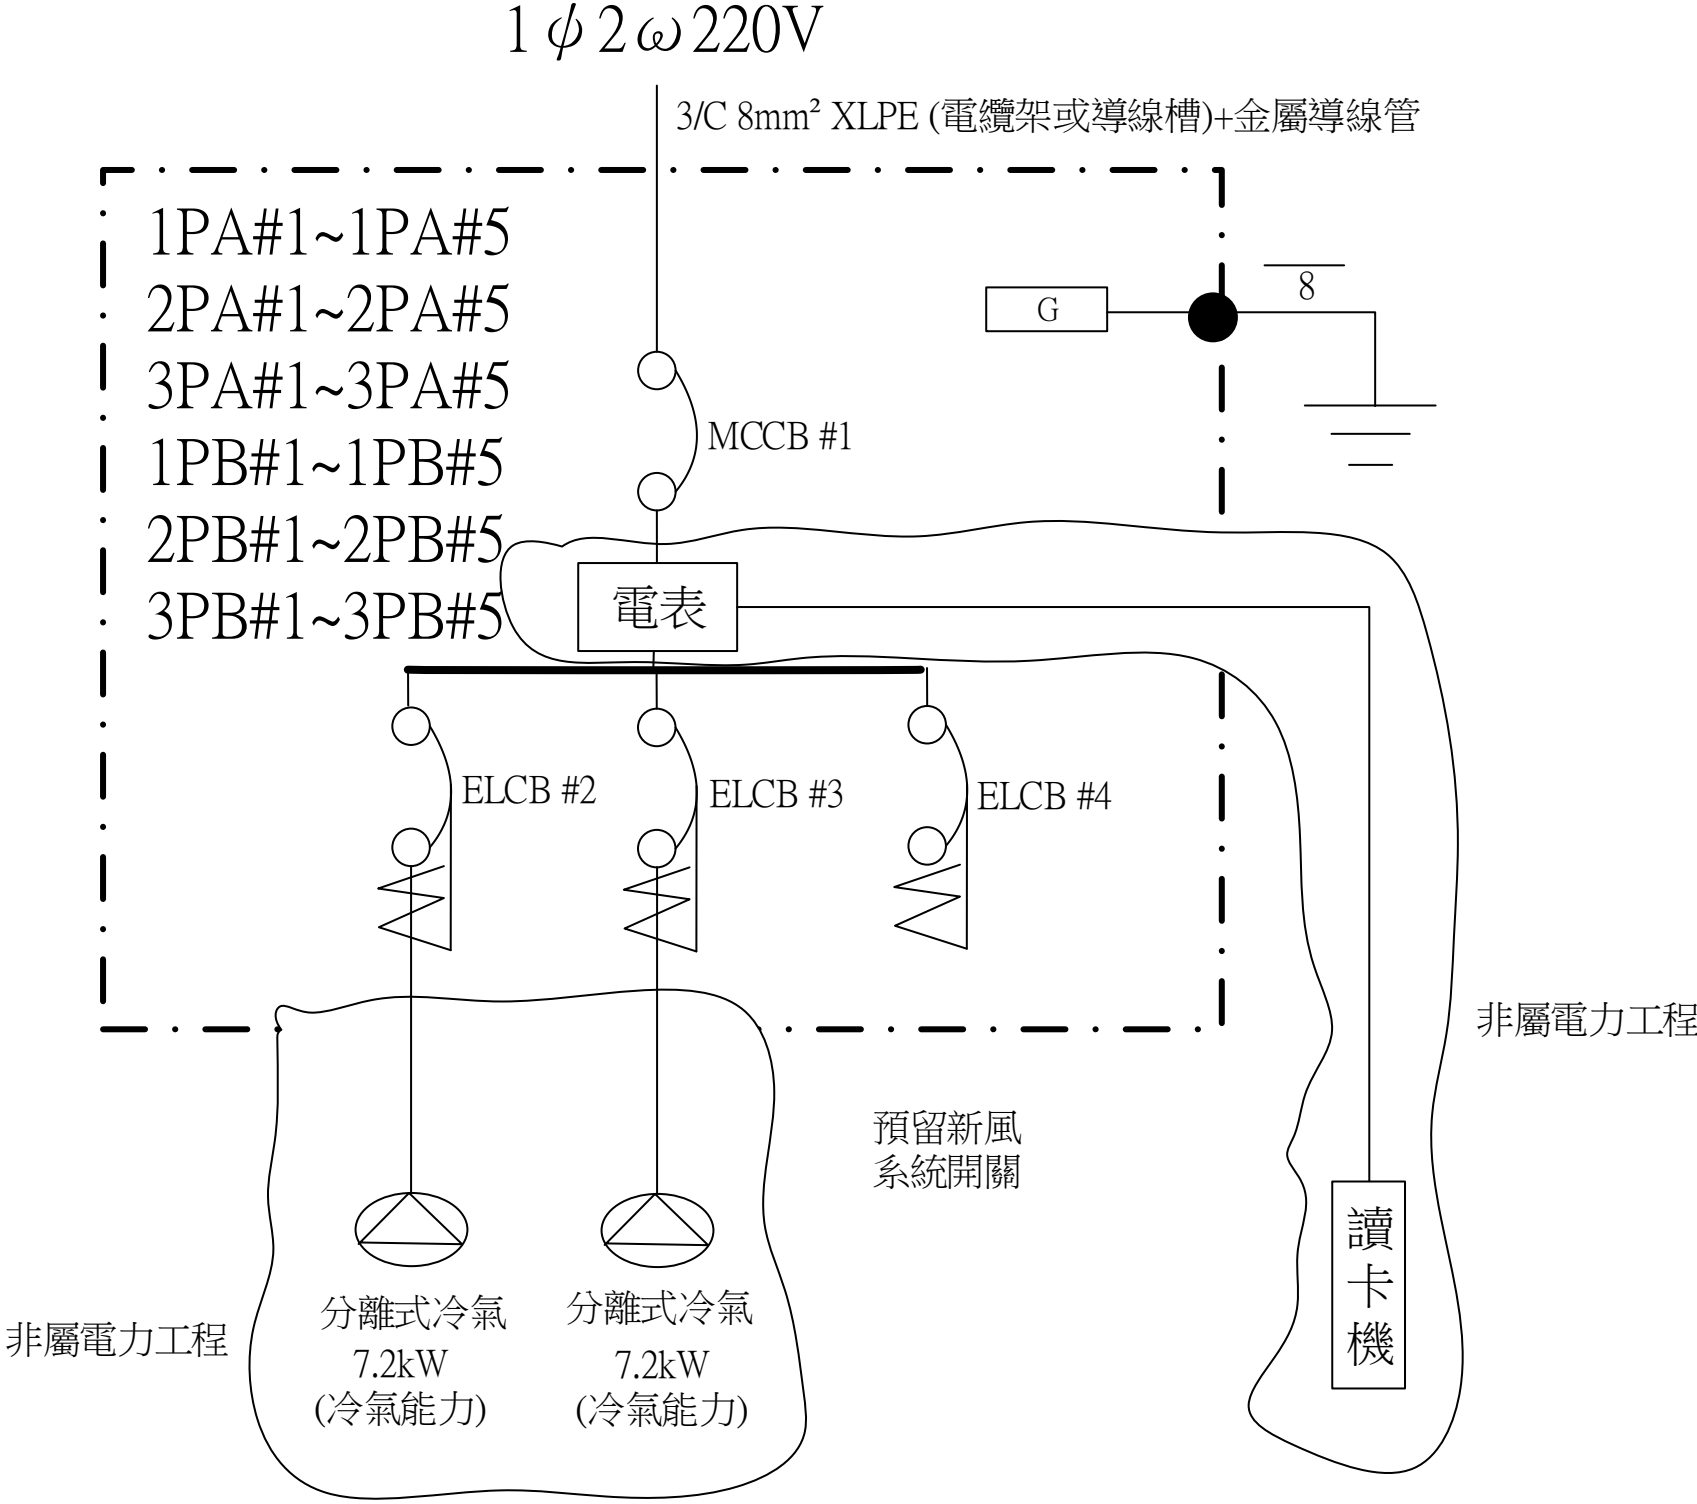 1ψ2ω220V
3/C 8mm² XLPE (電纜架或導線槽)+金屬導線管
1PA#1~1PA#5
2PA#1~2PA#5
3PA#1~3PA#5
1PB#1~1PB#5
2PB#1~2PB#5
3PB#1~3PB#5
8
G
MCCB #1
電表
ELCB #2
ELCB #3
ELCB #4
非屬電力工程
預留新風
系統開關
讀
卡
機
分離式冷氣
7.2kW
(冷氣能力)
分離式冷氣
7.2kW
(冷氣能力)
非屬電力工程